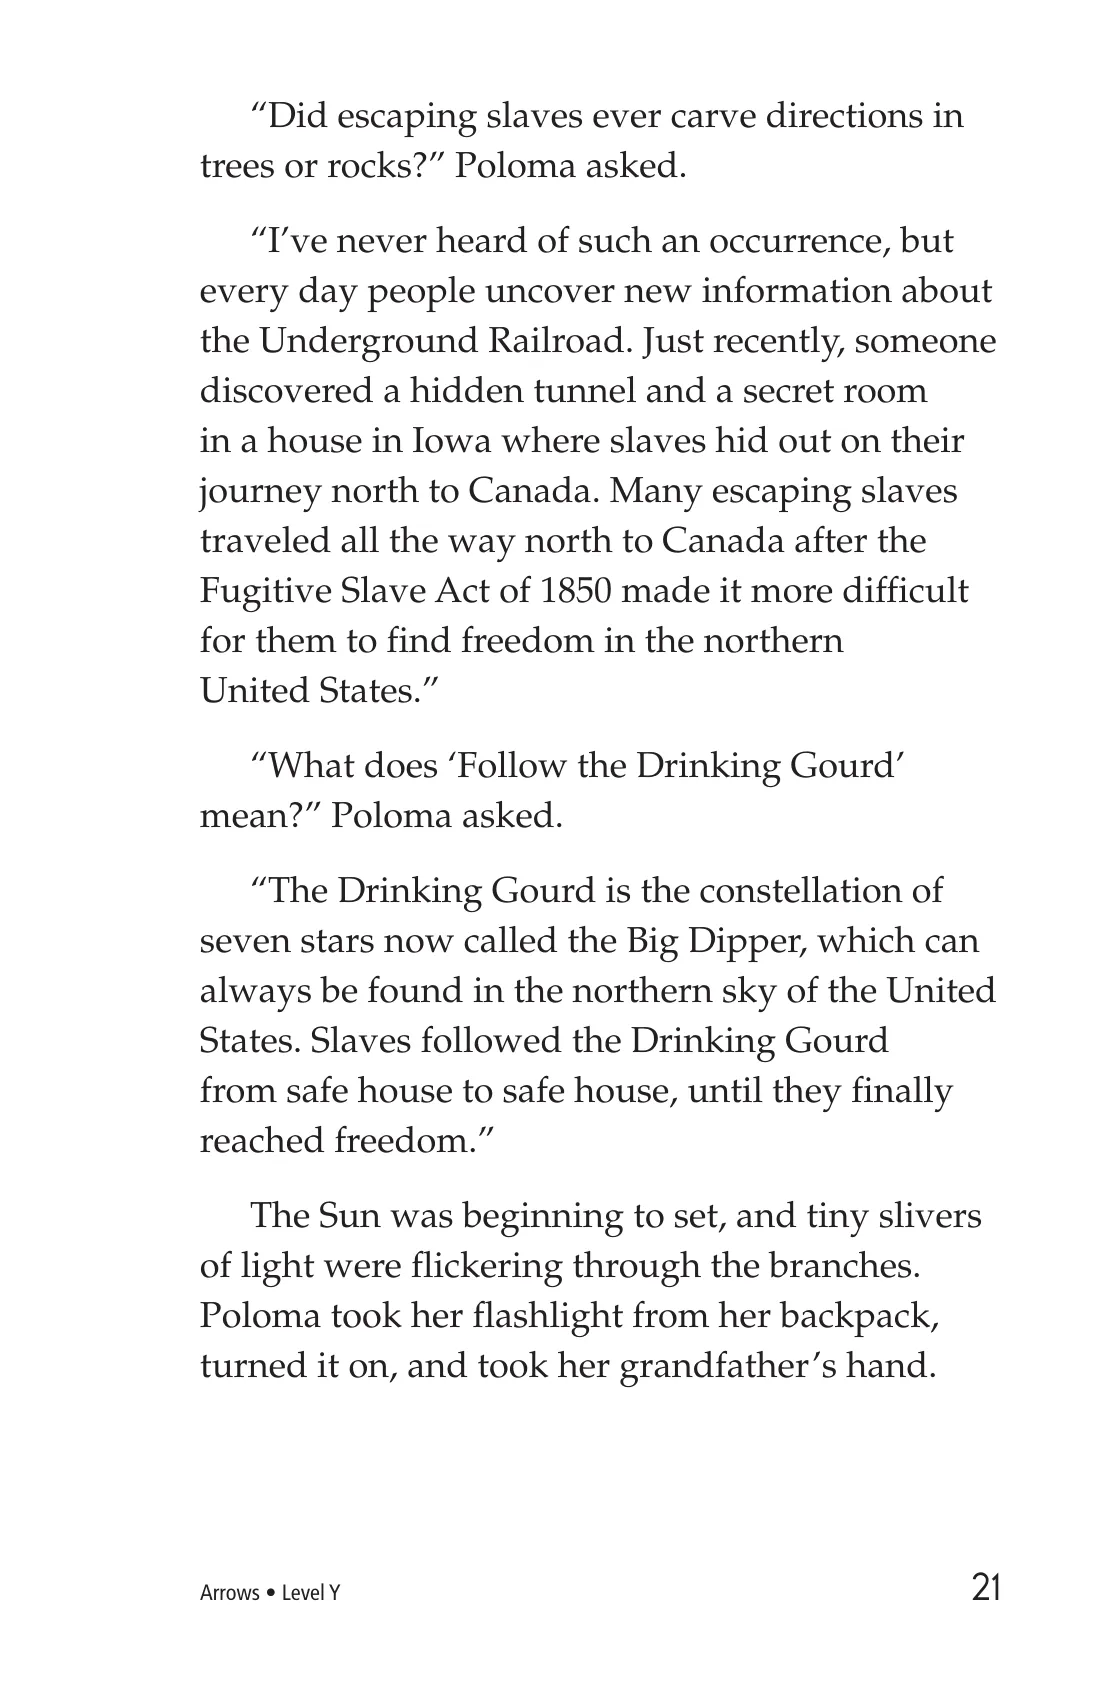 “Did escaping slaves ever carve directions in
trees or rocks?” Poloma asked.
“I’ve never heard of such an occurrence, but
every day people uncover new information about
the Underground Railroad. Just recently, someone
discovered a hidden tunnel and a secret room
in a house in Iowa where slaves hid out on their
journey north to Canada. Many escaping slaves
traveled all the way north to Canada after the
Fugitive Slave Act of 1850 made it more difficult
for them to find freedom in the northern
United States.”
“What does ‘Follow the Drinking Gourd’
mean?” Poloma asked.
“The Drinking Gourd is the constellation of
seven stars now called the Big Dipper, which can
always be found in the northern sky of the United
States. Slaves followed the Drinking Gourd
from safe house to safe house, until they finally
reached freedom.”
The Sun was beginning to set, and tiny slivers
of light were flickering through the branches.
Poloma took her flashlight from her backpack,
turned it on, and took her grandfather’s hand.
Arrows • Level Y
21